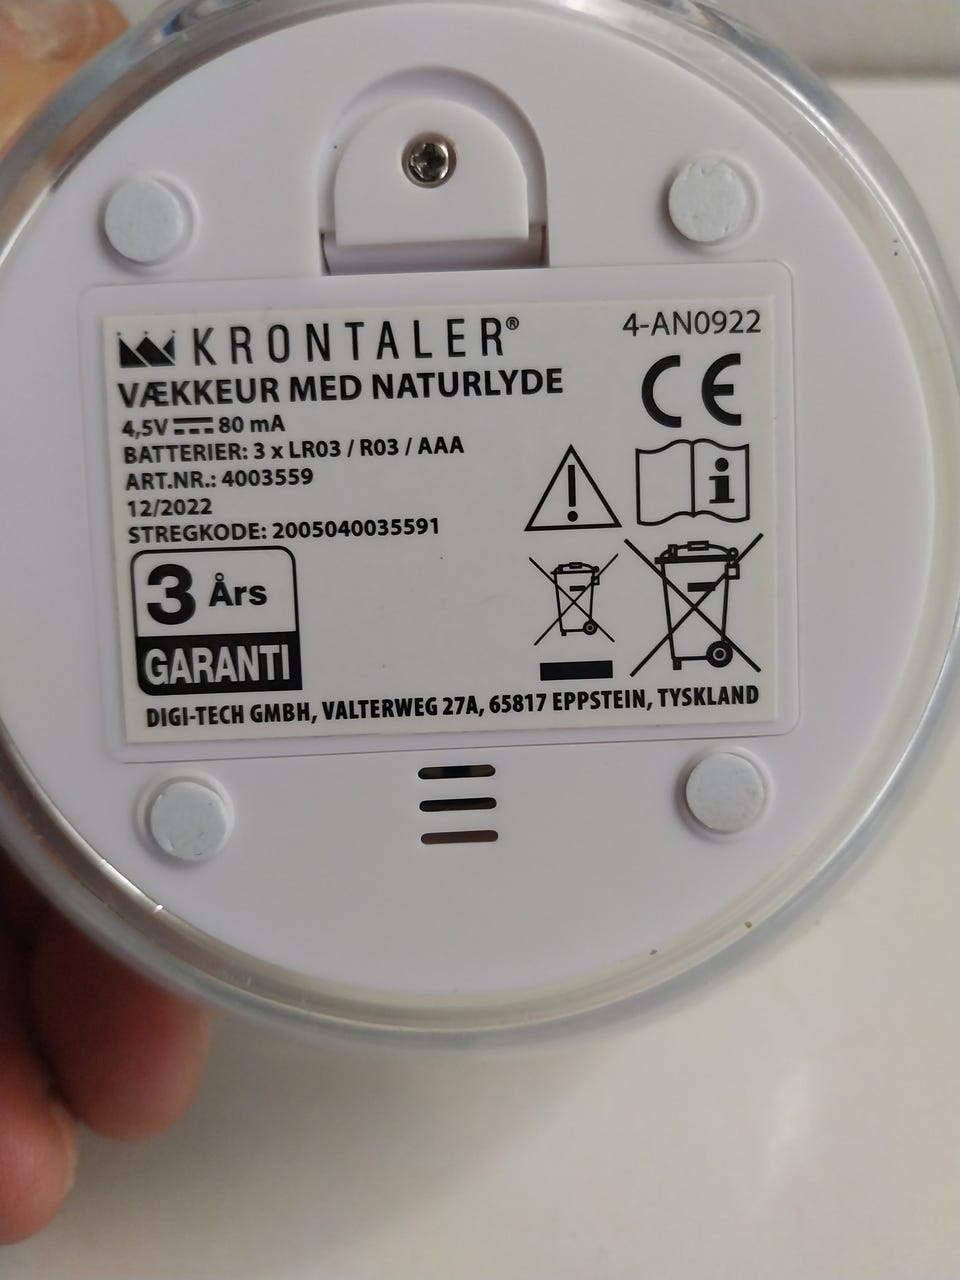 KRONTALER®
4-AN0922
VÆKKEUR MED NATURLYDE
4,5V⎓80 mA
BATTERIER: 3 x LR03 / R03 / AAA
ART.NR.: 4003559
12/2022
STREGKODE: 2005040035591
CE
3 Års
GARANTI
DIGI-TECH GMBH, VALTERWEG 27A, 65817 EPPSTEIN, TYSKLAND